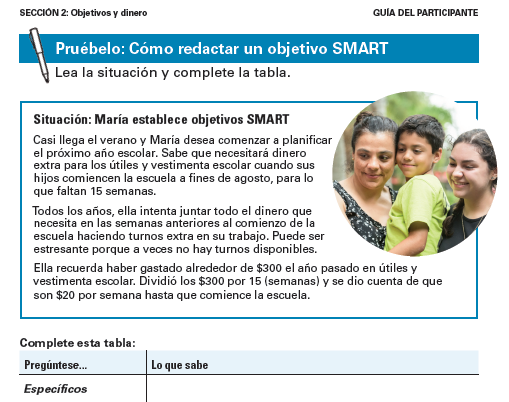 SECCIÓN 2: Objetivos y dinero
GUÍA DEL PARTICIPANTE
Pruébelo: Cómo redactar un objetivo SMART
Lea la situación y complete la tabla.
Situación: María establece objetivos SMART
Casi llega el verano y María desea comenzar a planificar
el próximo año escolar. Sabe que necesitará dinero
extra para los útiles y vestimenta escolar cuando sus
hijos comiencen la escuela a fines de agosto, para lo
que faltan 15 semanas.
Todos los años, ella intenta juntar todo el dinero que
necesita en las semanas anteriores al comienzo de la
escuela haciendo turnos extra en su trabajo. Puede ser
estresante porque a veces no hay turnos disponibles.
Ella recuerda haber gastado alrededor de $300 el año pasado en útiles y
vestimenta escolar. Dividió los $300 por 15 (semanas) y se dio cuenta de que
son $20 por semana hasta que comience la escuela.
Complete esta tabla:
Pregúntese...
Lo que sabe
Específicos